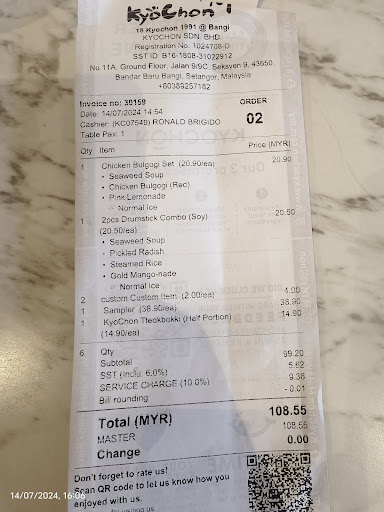 KyoChon
18 Kyochon 1991 @ Bangi
KYOCHON SDN. BHD.
Registration No. 1024708-D
SST ID: B16-1808-31022912
No 11A, Ground Floor, Jalan 9/9C, Seksyen 9, 43650,
Bandar Baru Bangi, Selangor, Malaysia
+60389257182
Invoice no: 39159
Date: 14/07/2024 14:54
Cashier: (KC07549) RONALD BRIGIDO
Table Pax: 1
ORDER
02
Qty Item Price (MYR)
1 Chicken Bulgogi Set (20.90/ea) 20.90
• Seaweed Soup
• Chicken Bulgogi (Red)
• Pink Lemonade
○ Normal Ice
1 2pcs Drumstick Combo (Soy) 20.50
(20.50/ea)
• Seaweed Soup
• Pickled Radish
• Steamed Rice
• Gold Mango-nade
○ Normal Ice
2 custom Custom Item (2.00/ea) 4.00
1 Sampler (38.90/ea) 38.90
1 KyoChon Tteokbokki (Half Portion) 14.90
(14.90/ea)
6 Qty
Subtotal 99.20
SST (Inclu. 6.0%) 5.62
SERVICE CHARGE (10.0%) 9.36
Bill rounding - 0.01
Total (MYR) 108.55
MASTER 108.55
Change 0.00
Don't forget to rate us!
Scan QR code to let us know how you
enjoyed with us.
14/07/2024, 16:06